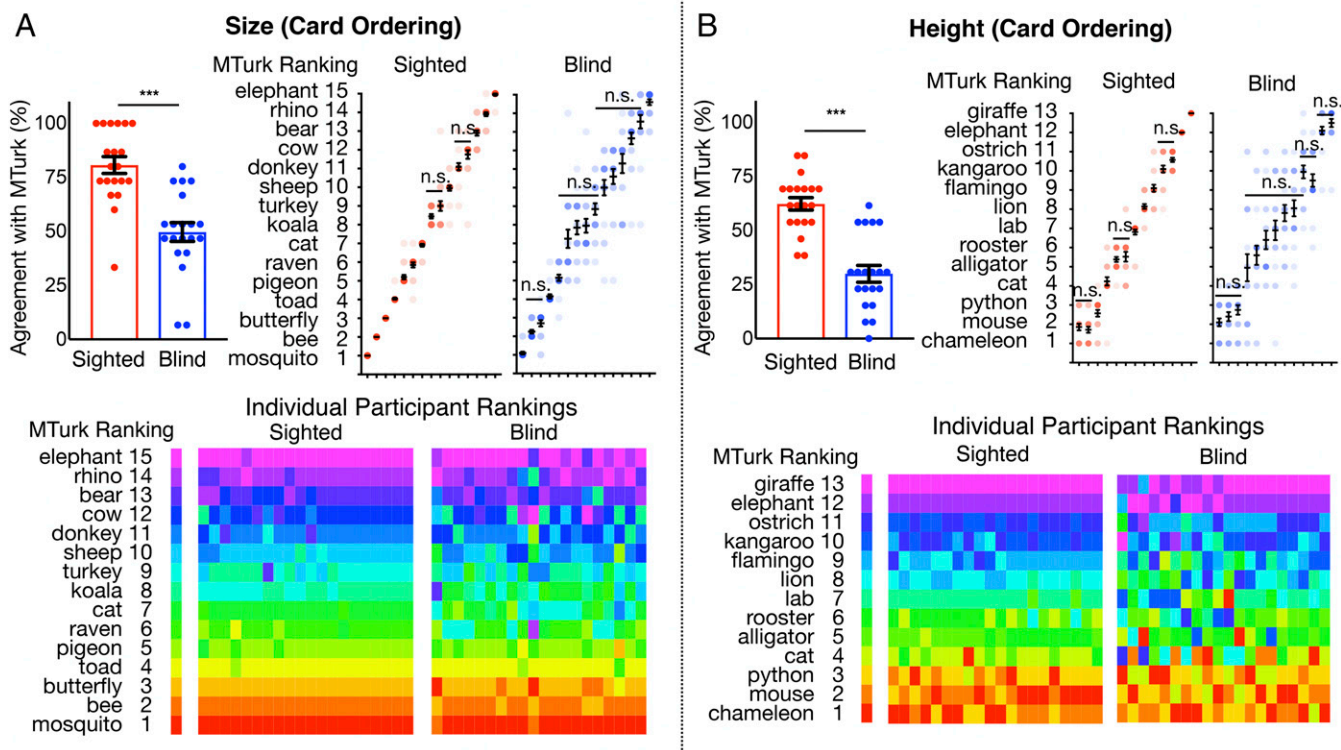 A
Size (Card Ordering)
MTurk Ranking
Sighted
Blind
Agreement with MTurk (%)
100
75
50
25
0
***
Sighted
Blind
elephant 15
rhino 14
bear 13
cow 12
donkey 11
sheep 10
turkey 9
koala 8
cat 7
raven 6
pigeon 5
toad 4
butterfly 3
bee 2
mosquito 1
n.s.
n.s.
n.s.
n.s.
n.s.
Individual Participant Rankings
MTurk Ranking
Sighted
Blind
elephant 15
rhino 14
bear 13
cow 12
donkey 11
sheep 10
turkey 9
koala 8
cat 7
raven 6
pigeon 5
toad 4
butterfly 3
bee 2
mosquito 1
B
Height (Card Ordering)
MTurk Ranking
Sighted
Blind
Agreement with MTurk (%)
100
75
50
25
0
***
Sighted
Blind
giraffe 13
elephant 12
ostrich 11
kangaroo 10
flamingo 9
lion 8
lab 7
rooster 6
alligator 5
cat 4
python 3
mouse 2
chameleon 1
n.s.
n.s.
n.s.
n.s.
n.s.
n.s.
n.s.
Individual Participant Rankings
MTurk Ranking
Sighted
Blind
giraffe 13
elephant 12
ostrich 11
kangaroo 10
flamingo 9
lion 8
lab 7
rooster 6
alligator 5
cat 4
python 3
mouse 2
chameleon 1